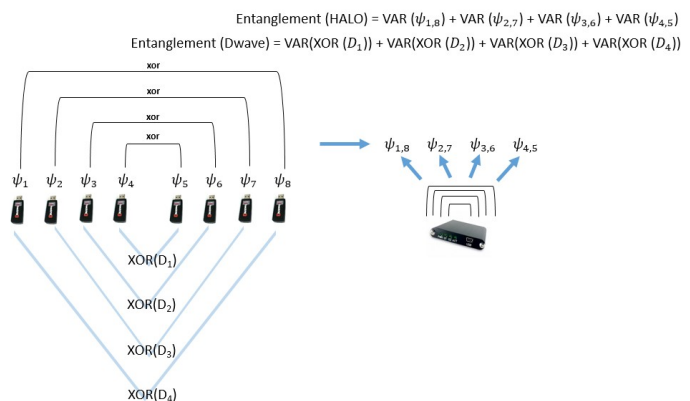 Entanglement (HALO) = VAR (ψ1,8) + VAR (ψ2,7) + VAR (ψ3,6) + VAR (ψ4,5)
Entanglement (Dwave) = VAR(XOR (D1)) + VAR(XOR (D2)) + VAR(XOR (D3)) + VAR(XOR (D4))
xor
xor
xor
xor
ψ1,8 ψ2,7 ψ3,6 ψ4,5
ψ1 ψ2 ψ3 ψ4 ψ5 ψ6 ψ7 ψ8
XOR(D1)
XOR(D2)
XOR(D3)
XOR(D4)